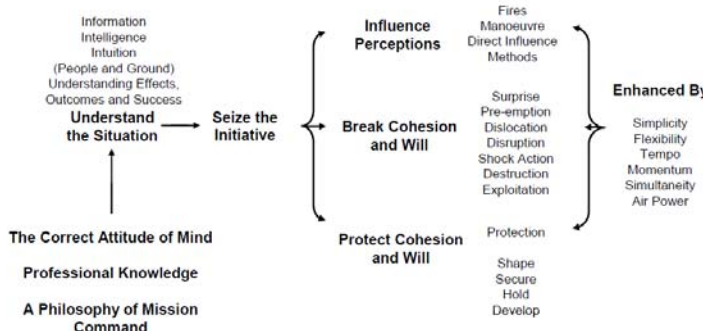 Information
Intelligence
Intuition
(People and Ground)
Understanding Effects,
Outcomes and Success
Understand
the Situation
The Correct Attitude of Mind
Professional Knowledge
A Philosophy of Mission
Command
Seize the
Initiative
Influence
Perceptions
Fires
Manoeuvre
Direct Influence
Methods
Break Cohesion
and Will
Surprise
Pre-emption
Dislocation
Disruption
Shock Action
Destruction
Exploitation
Protect Cohesion
and Will
Protection
Shape
Secure
Hold
Develop
Enhanced By
Simplicity
Flexibility
Tempo
Momentum
Simultaneity
Air Power